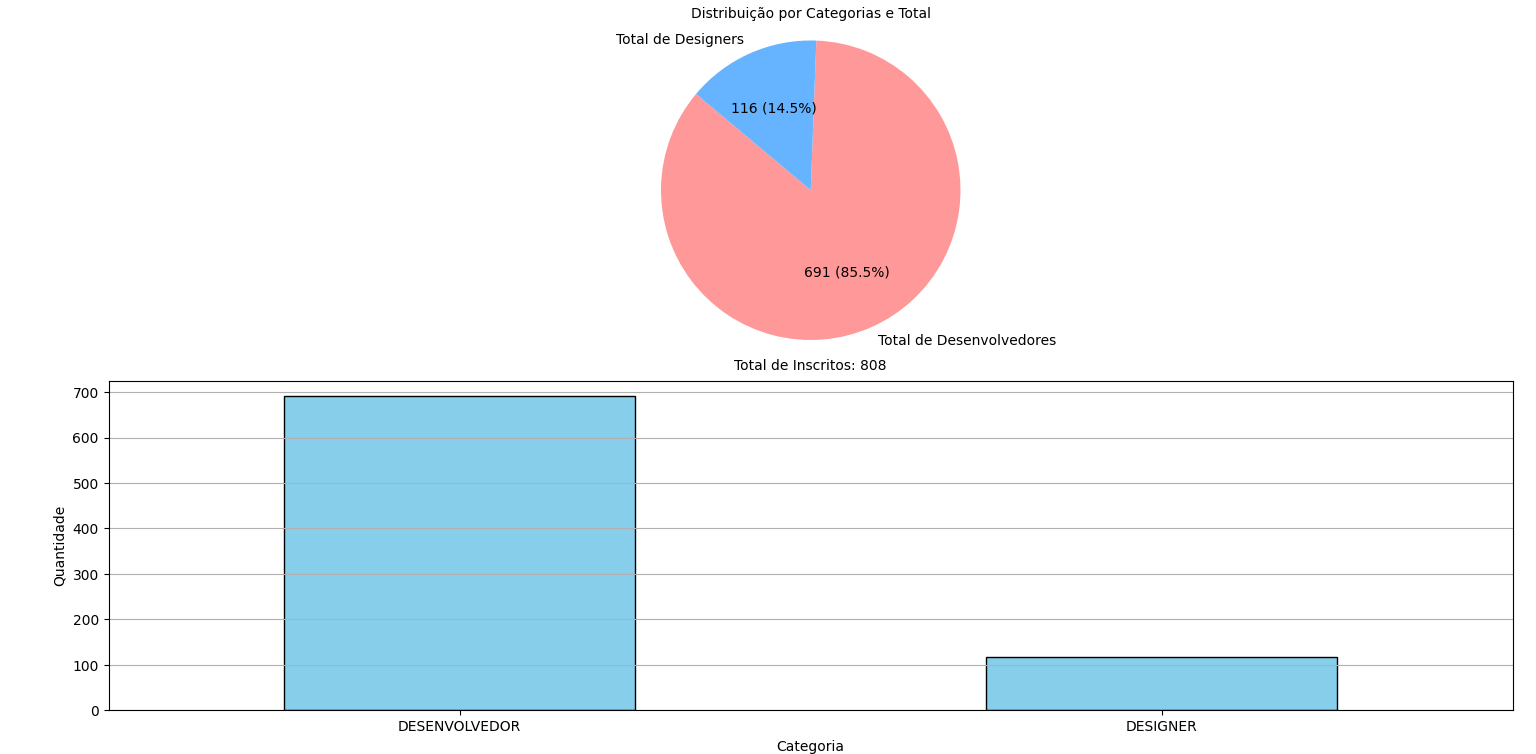 Distribuição por Categorias e Total
Total de Designers
116 (14.5%)
691 (85.5%)
Total de Desenvolvedores
Total de Inscritos: 808
700
600
500
400
300
200
100
0
Quantidade
DESENVOLVEDOR
DESIGNER
Categoria